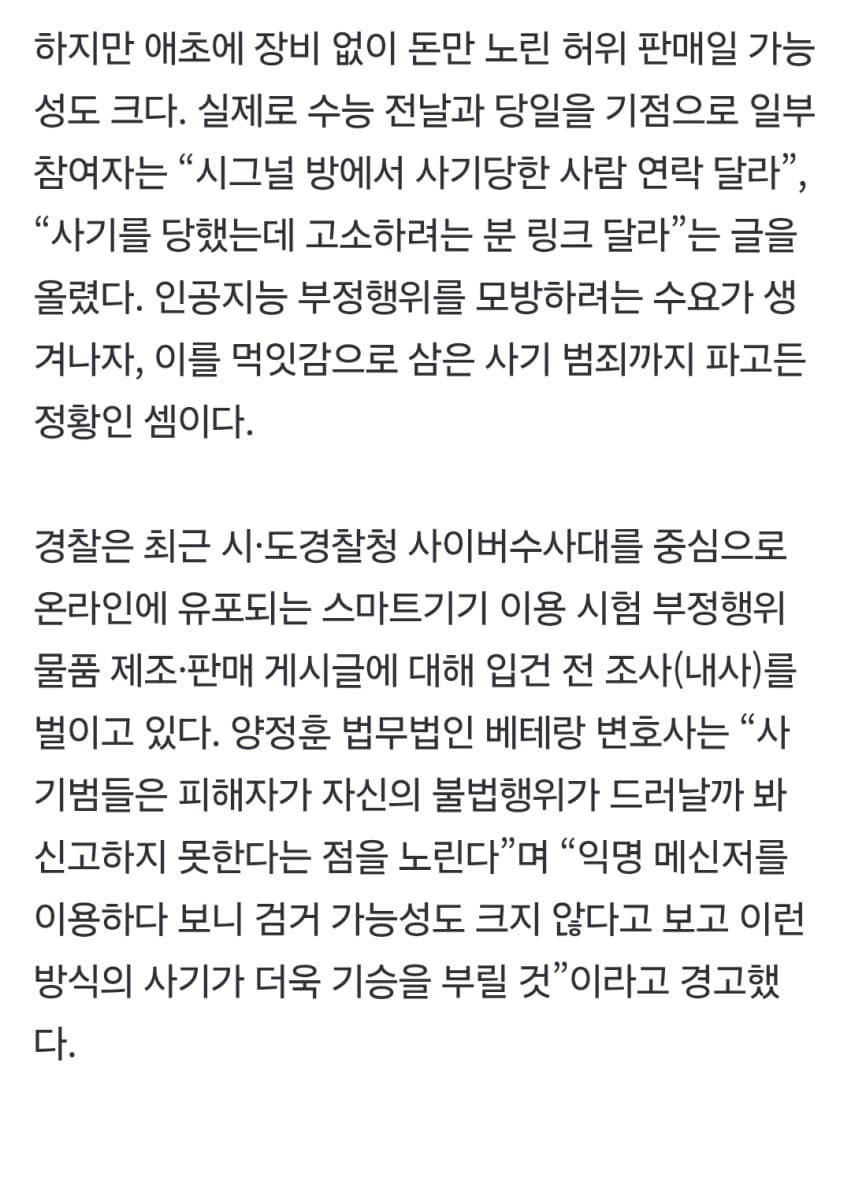 하지만 애초에 장비 없이 돈만 노린 허위 판매일 가능
성도 크다. 실제로 수능 전날과 당일을 기점으로 일부
참여자는 “시그널 방에서 사기당한 사람 연락 달라”,
“사기를 당했는데 고소하려는 분 링크 달라”는 글을
올렸다. 인공지능 부정행위를 모방하려는 수요가 생
겨나자, 이를 먹잇감으로 삼은 사기 범죄까지 파고든
정황인 셈이다.
경찰은 최근 시·도경찰청 사이버수사대를 중심으로
온라인에 유포되는 스마트기기 이용 시험 부정행위
물품 제조·판매 게시글에 대해 입건 전 조사(내사)를
벌이고 있다. 양정훈 법무법인 베테랑 변호사는 “사
기범들은 피해자가 자신의 불법행위가 드러날까 봐
신고하지 못한다는 점을 노린다”며 “익명 메신저를
이용하다 보니 검거 가능성도 크지 않다고 보고 이런
방식의 사기가 더욱 기승을 부릴 것”이라고 경고했
다.